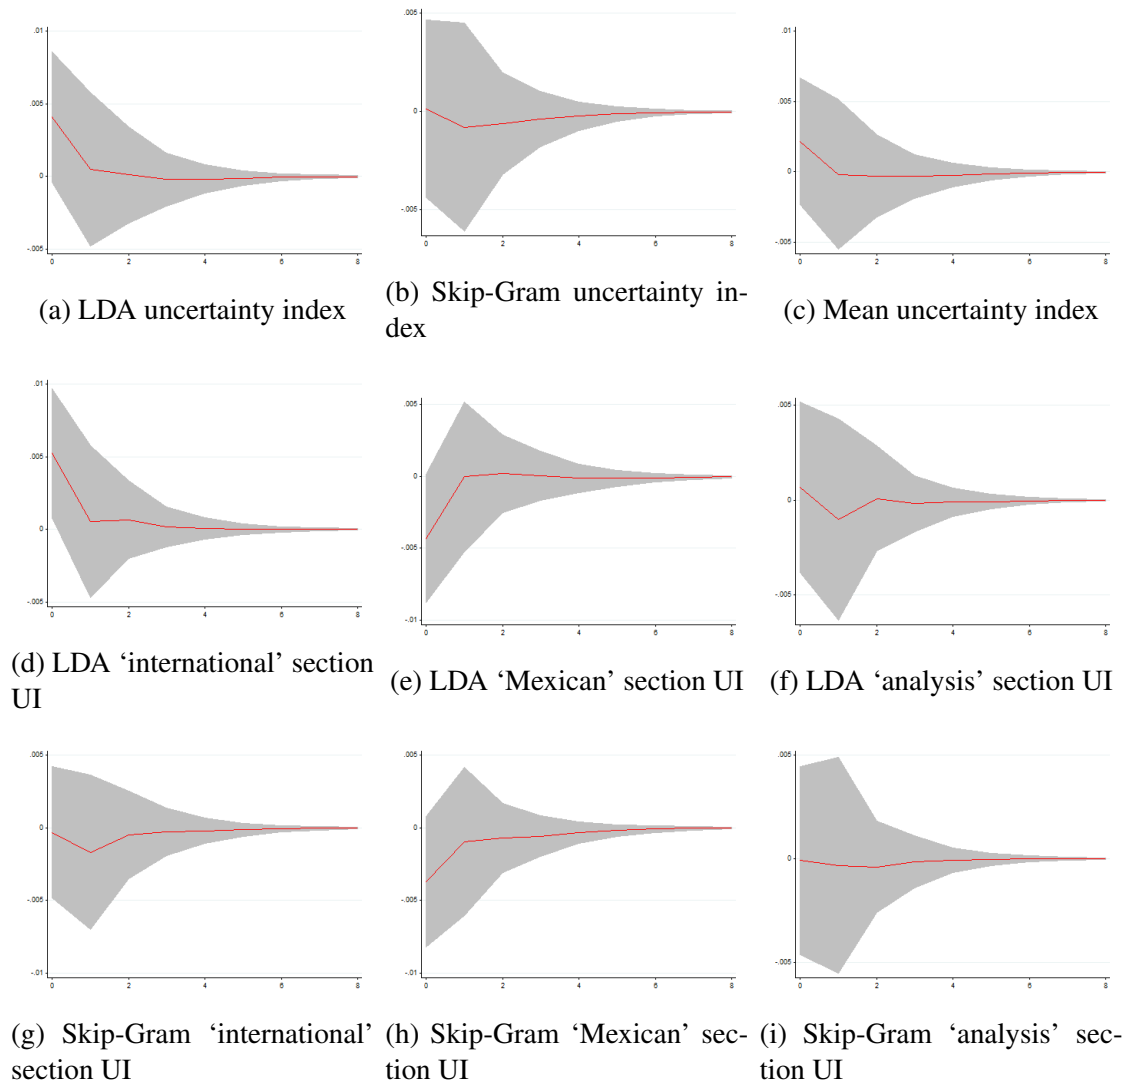 .01
.005
0
-.005
0 2 4 6 8
(a) LDA uncertainty index
.005
0
-.005
0 2 4 6 8
(b) Skip-Gram uncertainty in-
dex
.01
.005
0
-.005
0 2 4 6 8
(c) Mean uncertainty index
.01
.005
0
-.005
0 2 4 6 8
(d) LDA ‘international’ section
UI
.005
0
-.005
-.01
0 2 4 6 8
(e) LDA ‘Mexican’ section UI
.005
0
-.005
0 2 4 6 8
(f) LDA ‘analysis’ section UI
.005
0
-.005
-.01
0 2 4 6 8
(g) Skip-Gram ‘international’
section UI
.005
0
-.005
-.01
0 2 4 6 8
(h) Skip-Gram ‘Mexican’ sec-
tion UI
.005
0
-.005
0 2 4 6 8
(i) Skip-Gram ‘analysis’ sec-
tion UI